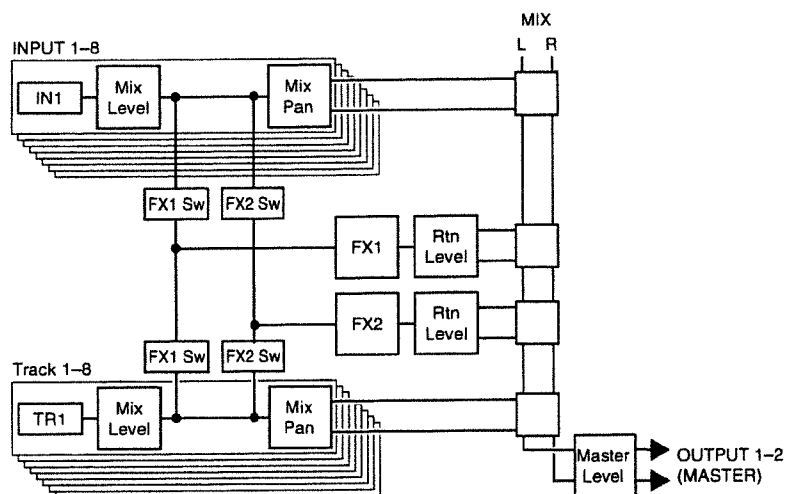 MIX
L R
INPUT 1–8
IN1
Mix
Level
Mix
Pan
FX1 Sw
FX2 Sw
FX1
Rtn
Level
FX2
Rtn
Level
FX1 Sw
FX2 Sw
Track 1–8
TR1
Mix
Level
Mix
Pan
Master
Level
OUTPUT 1–2
(MASTER)